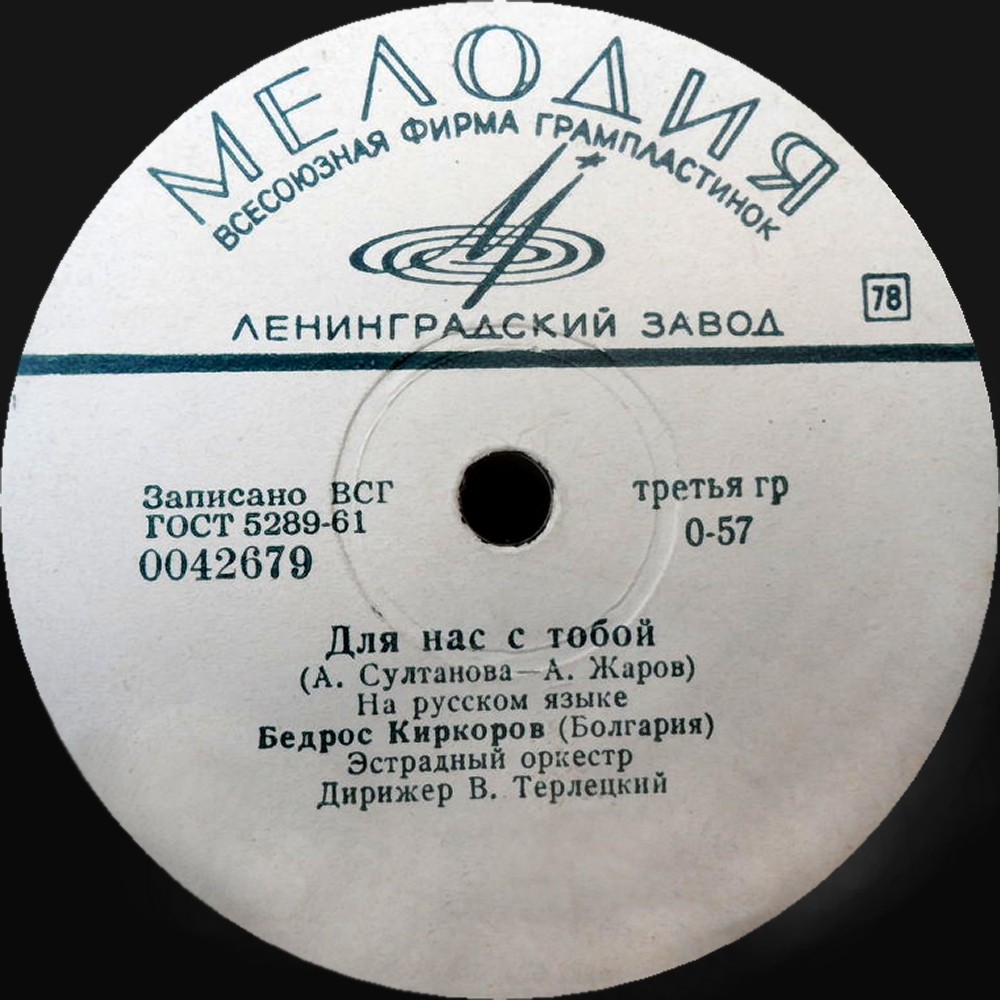 МЕЛОДИЯ
ВСЕСОЮЗНАЯ ФИРМА ГРАМПЛАСТИНОК
78
ЛЕНИНГРАДСКИЙ ЗАВОД
Записано ВСГ
ГОСТ 5289-61
0042679
третья гр
0-57
Для нас с тобой
(А. Султанова—А. Жаров)
На русском языке
Бедрос Киркоров (Болгария)
Эстрадный оркестр
Дирижер В. Терлецкий